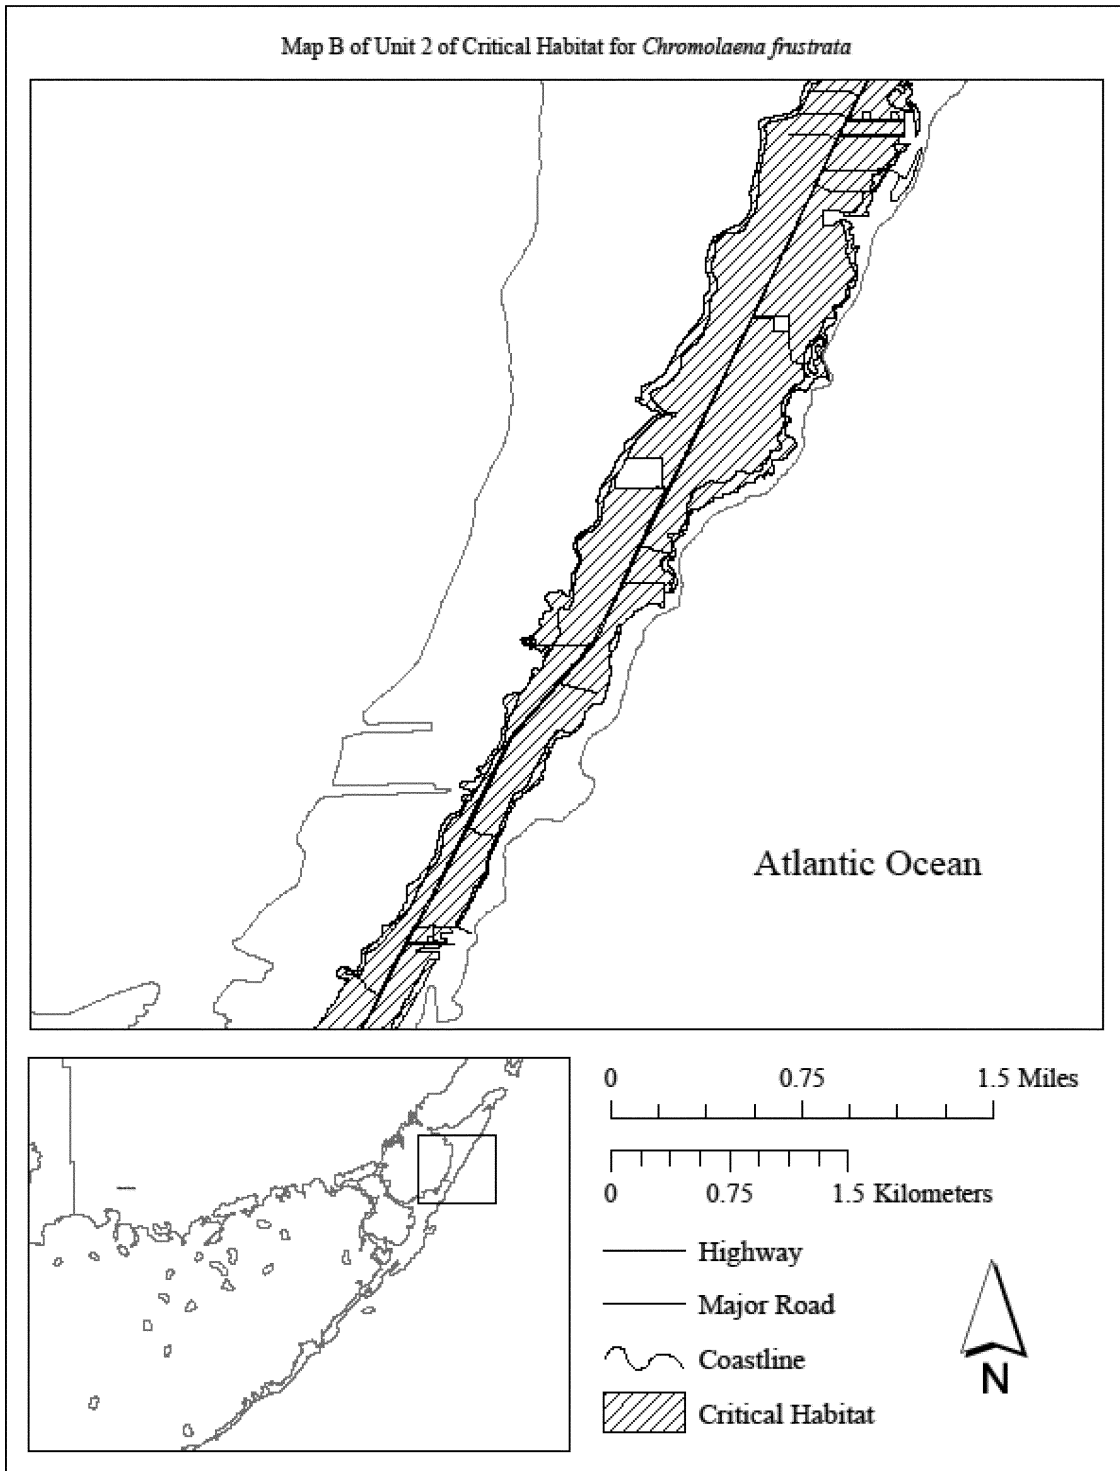 Map B of Unit 2 of Critical Habitat for Chromolaena frustrata
Atlantic Ocean
0 0.75 1.5 Miles
0 0.75 1.5 Kilometers
Highway
Major Road
Coastline
Critical Habitat
N